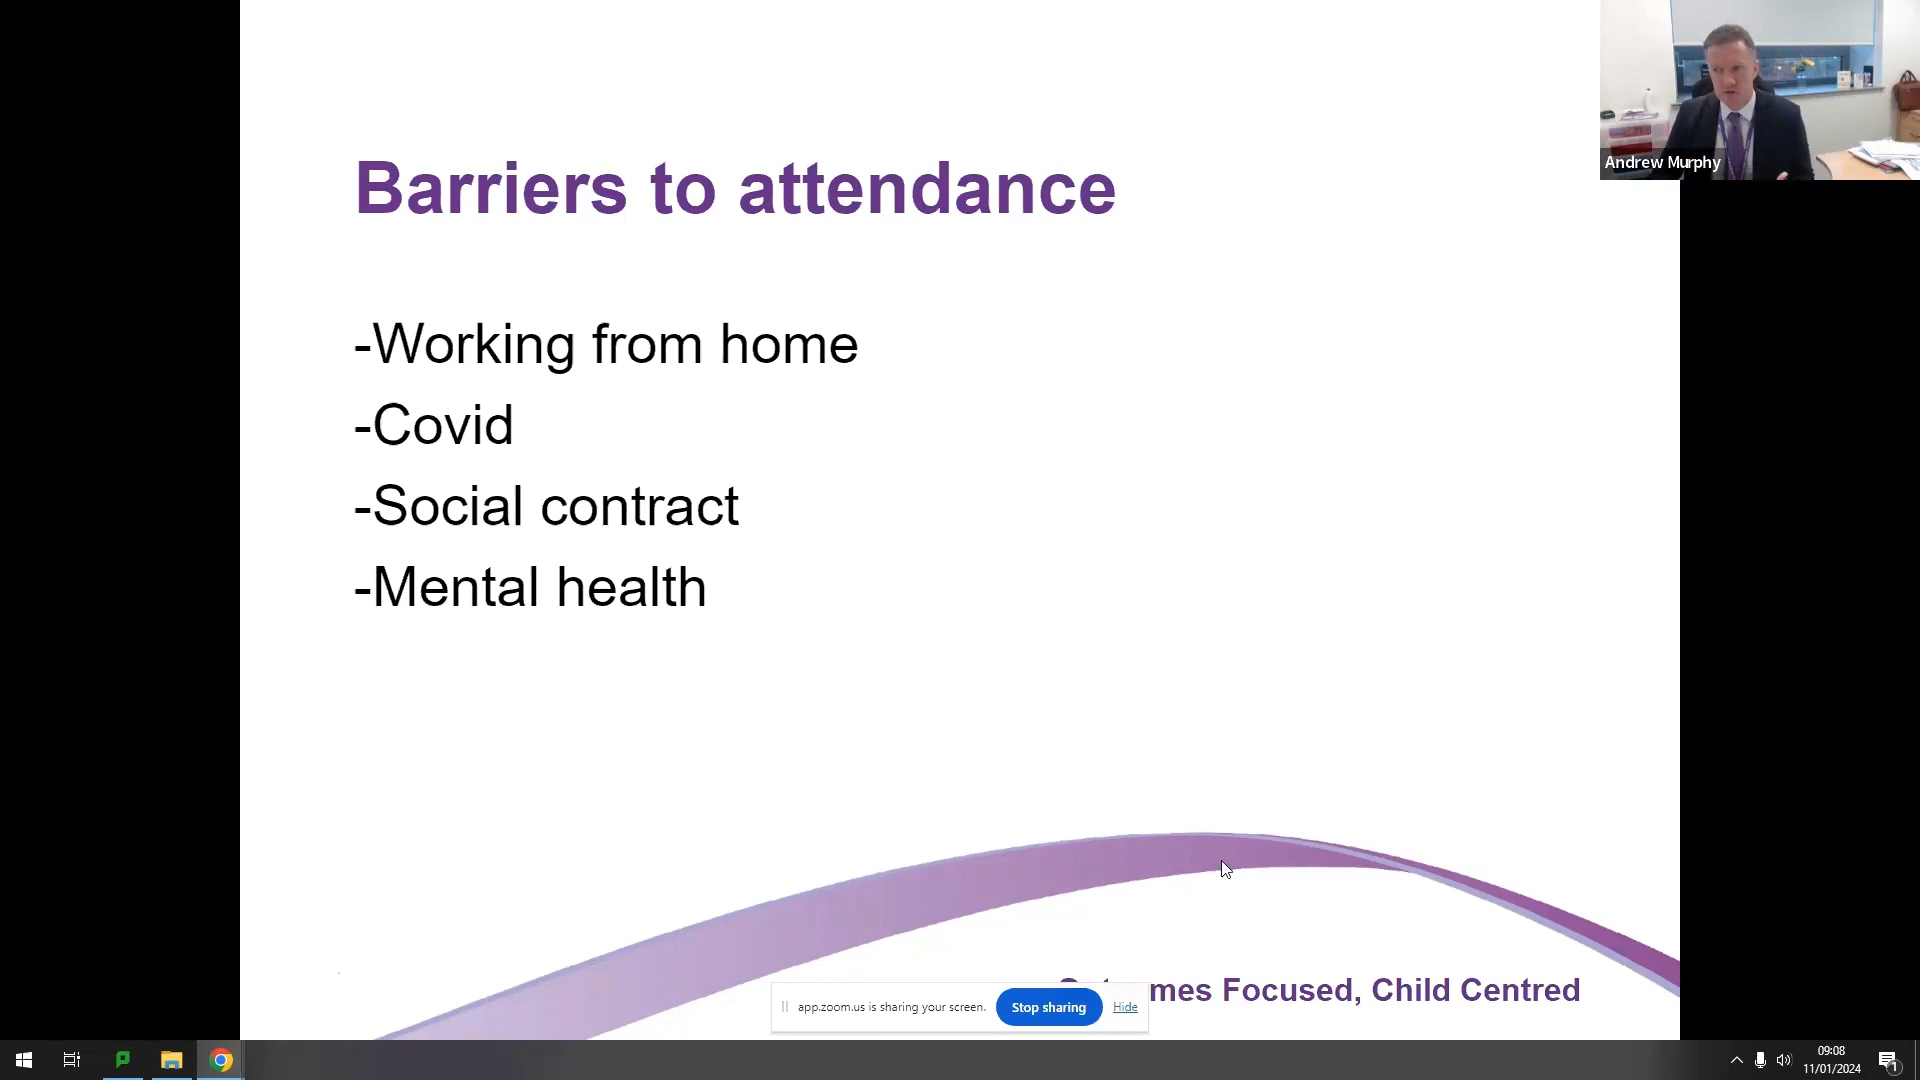 Andrew Murphy
Barriers to attendance
-Working from home
-Covid
-Social contract
-Mental health
Focused, Child Centred
app.zoom.us is sharing your screen.
Stop sharing
Hide
09:08
11/01/2024
1